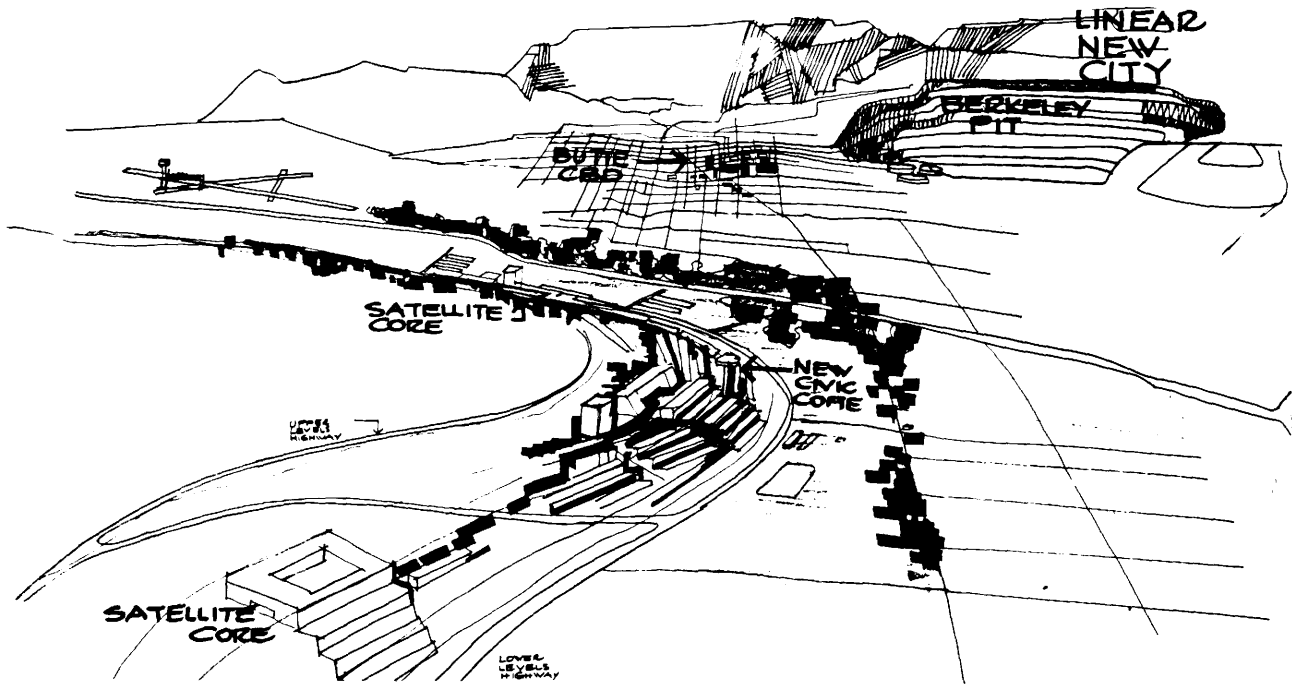 LINEAR
NEW
CITY
BERKELEY
PIT
BUTTE
CBD
SATELLITE
CORE
NEW
CIVIC
CORE
UPPER
LEVELS
HIGHWAY
SATELLITE
CORE
LOWER
LEVELS
HIGHWAY